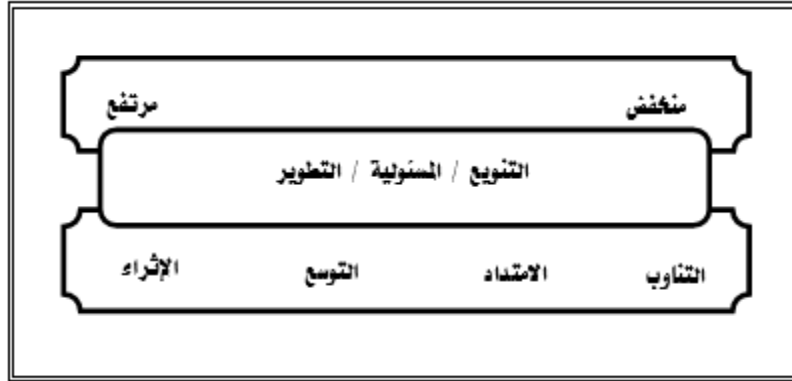 منخفض مرتفع
التنويع / المسئولية / التطوير
التناوب الامتداد التوسع الإثراء